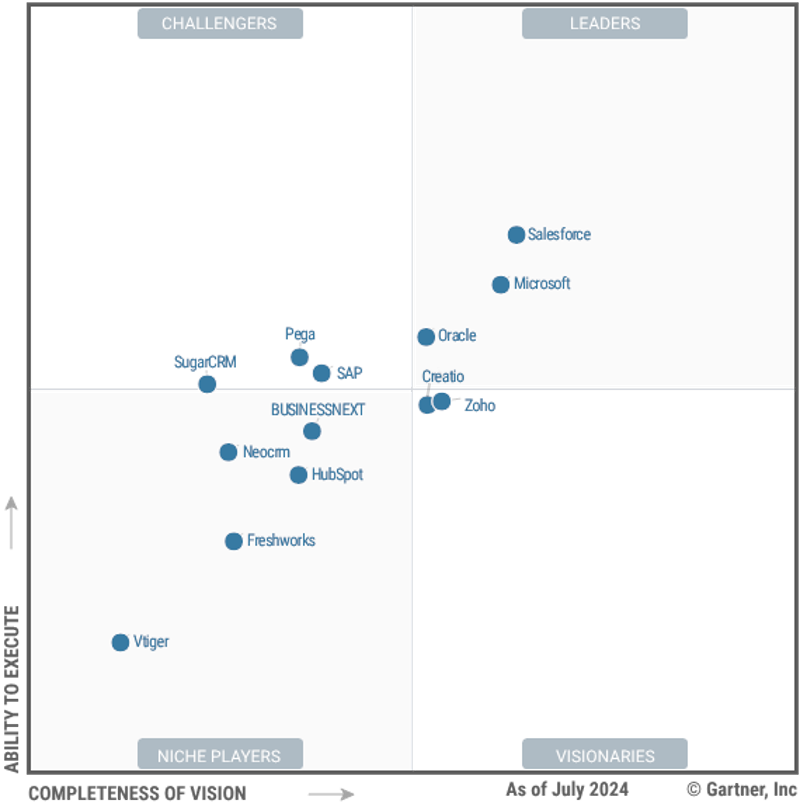 CHALLENGERS
LEADERS
Salesforce
Microsoft
Pega
Oracle
SugarCRM
SAP
Creatio
BUSINESSNEXT
Zoho
Neocrm
HubSpot
Freshworks
Vtiger
ABILITY TO EXECUTE
NICHE PLAYERS
VISIONARIES
COMPLETENESS OF VISION
As of July 2024
© Gartner, Inc